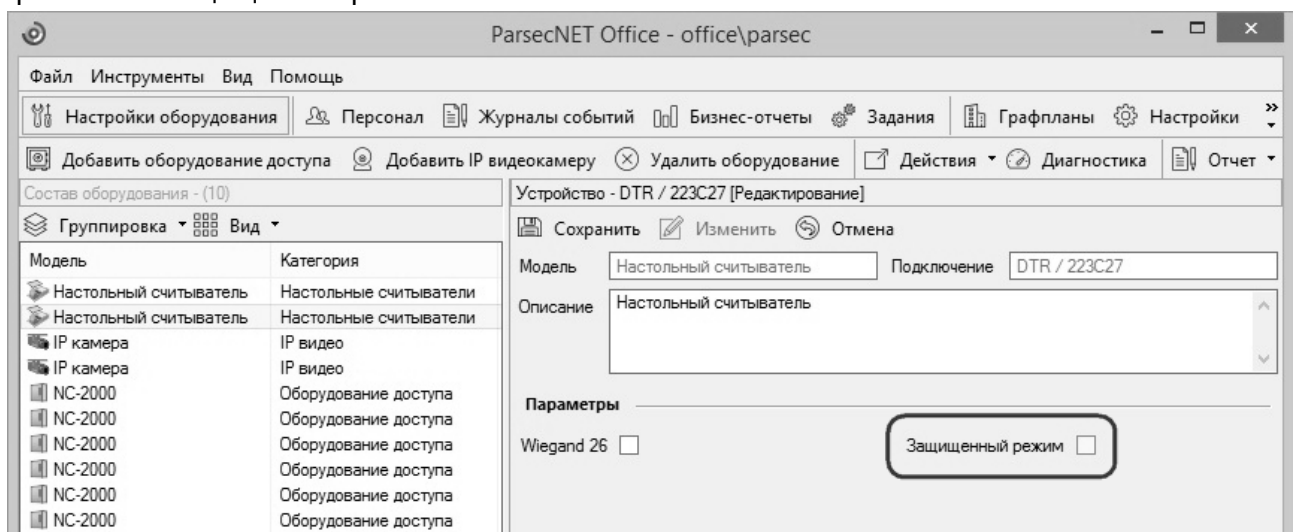 ParsecNET Office - office\parsec
Файл Инструменты Вид Помощь
Настройки оборудования Персонал Журналы событий Бизнес-отчеты Задания Графпланы Настройки
Добавить оборудование доступа Добавить IP видеокамеру Удалить оборудование Действия Диагностика Отчет
Состав оборудования - (10)
Группировка Вид
Модель Категория
Настольный считыватель Настольные считыватели
Настольный считыватель Настольные считыватели
IP камера IP видео
IP камера IP видео
NC-2000 Оборудование доступа
NC-2000 Оборудование доступа
NC-2000 Оборудование доступа
NC-2000 Оборудование доступа
NC-2000 Оборудование доступа
NC-2000 Оборудование доступа
Устройство - DTR / 223C27 [Редактирование]
Сохранить Изменить Отмена
Модель Настольный считыватель Подключение DTR / 223C27
Описание Настольный считыватель
Параметры
Wiegand 26 Защищенный режим